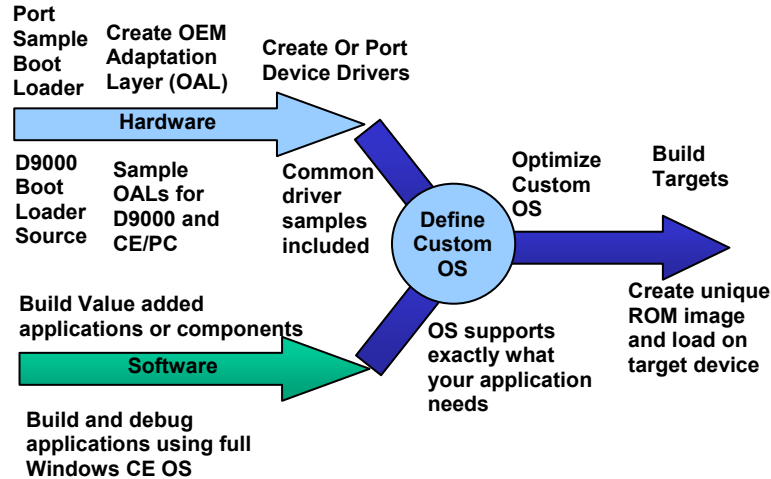 Port
Sample
Boot
Loader
Create OEM
Adaptation
Layer (OAL)
Create Or Port
Device Drivers
Hardware
D9000
Boot
Loader
Source
Sample
OALs for
D9000 and
CE/PC
Common
driver
samples
included
Define
Custom
OS
Optimize
Custom
OS
Build
Targets
Build Value added
applications or components
Software
Build and debug
applications using full
Windows CE OS
OS supports
exactly what
your application
needs
Create unique
ROM image
and load on
target device